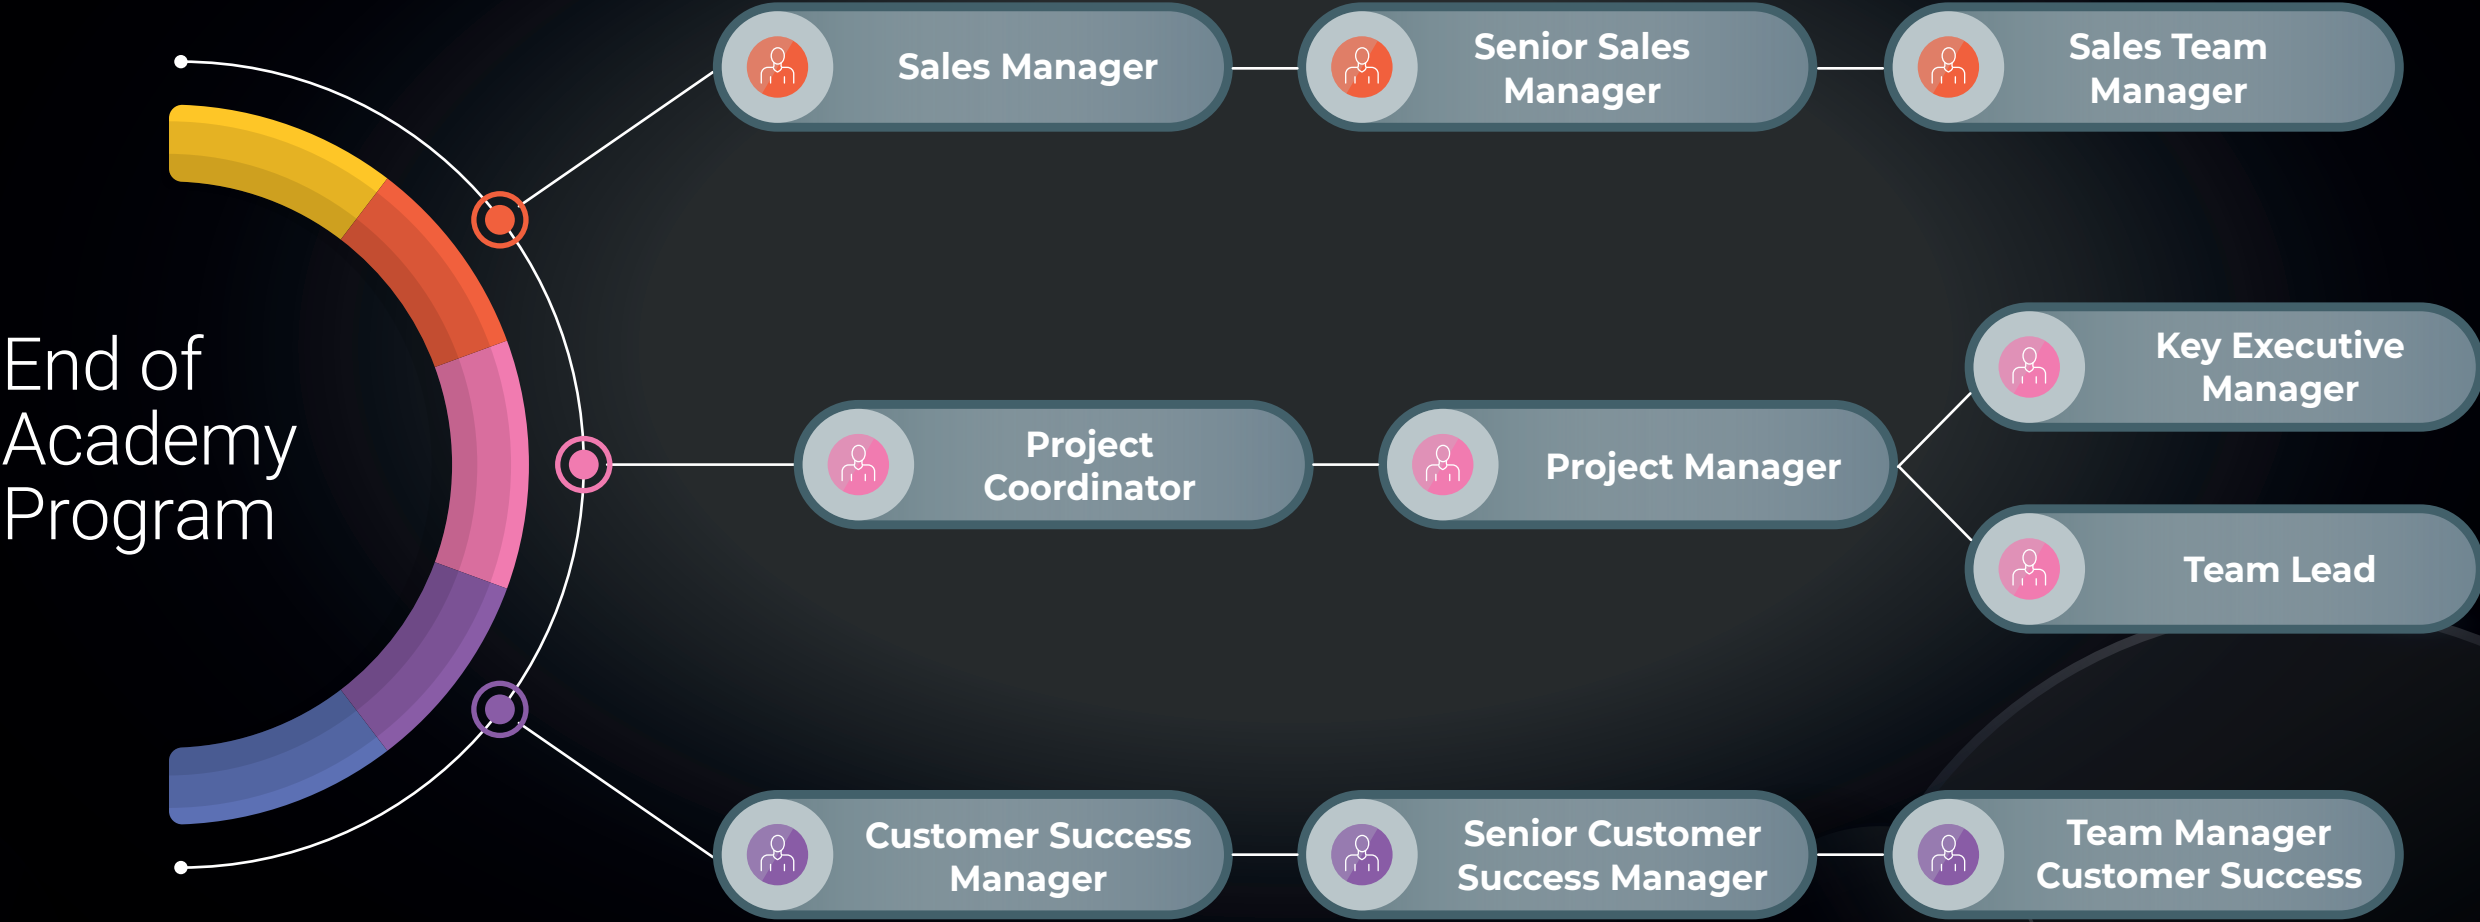 End of
Academy
Program
Sales Manager
Senior Sales
Manager
Sales Team
Manager
Project
Coordinator
Project Manager
Key Executive
Manager
Team Lead
Customer Success
Manager
Senior Customer
Success Manager
Team Manager
Customer Success